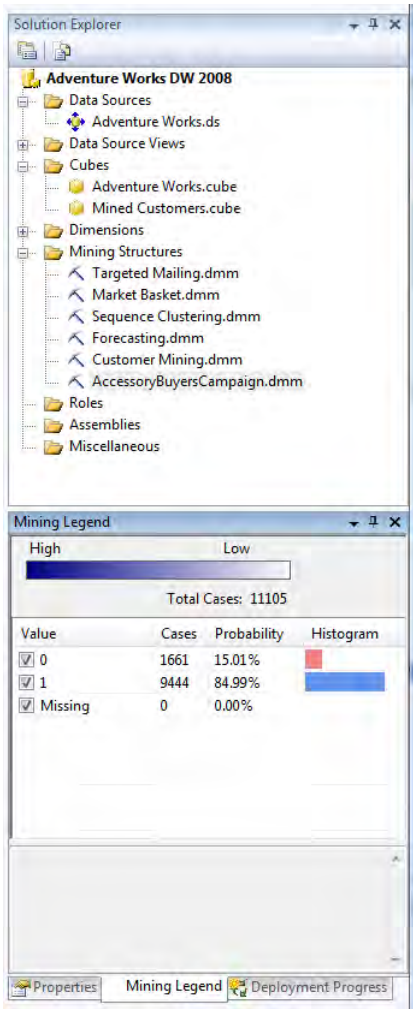 Solution Explorer
Adventure Works DW 2008
Data Sources
Adventure Works.ds
Data Source Views
Cubes
Adventure Works.cube
Mined Customers.cube
Dimensions
Mining Structures
Targeted Mailing.dmm
Market Basket.dmm
Sequence Clustering.dmm
Forecasting.dmm
Customer Mining.dmm
AccessoryBuyersCampaign.dmm
Roles
Assemblies
Miscellaneous
Mining Legend
High Low
Total Cases: 11105
Value Cases Probability Histogram
0 1661 15.01%
1 9444 84.99%
Missing 0 0.00%
Properties Mining Legend Deployment Progress